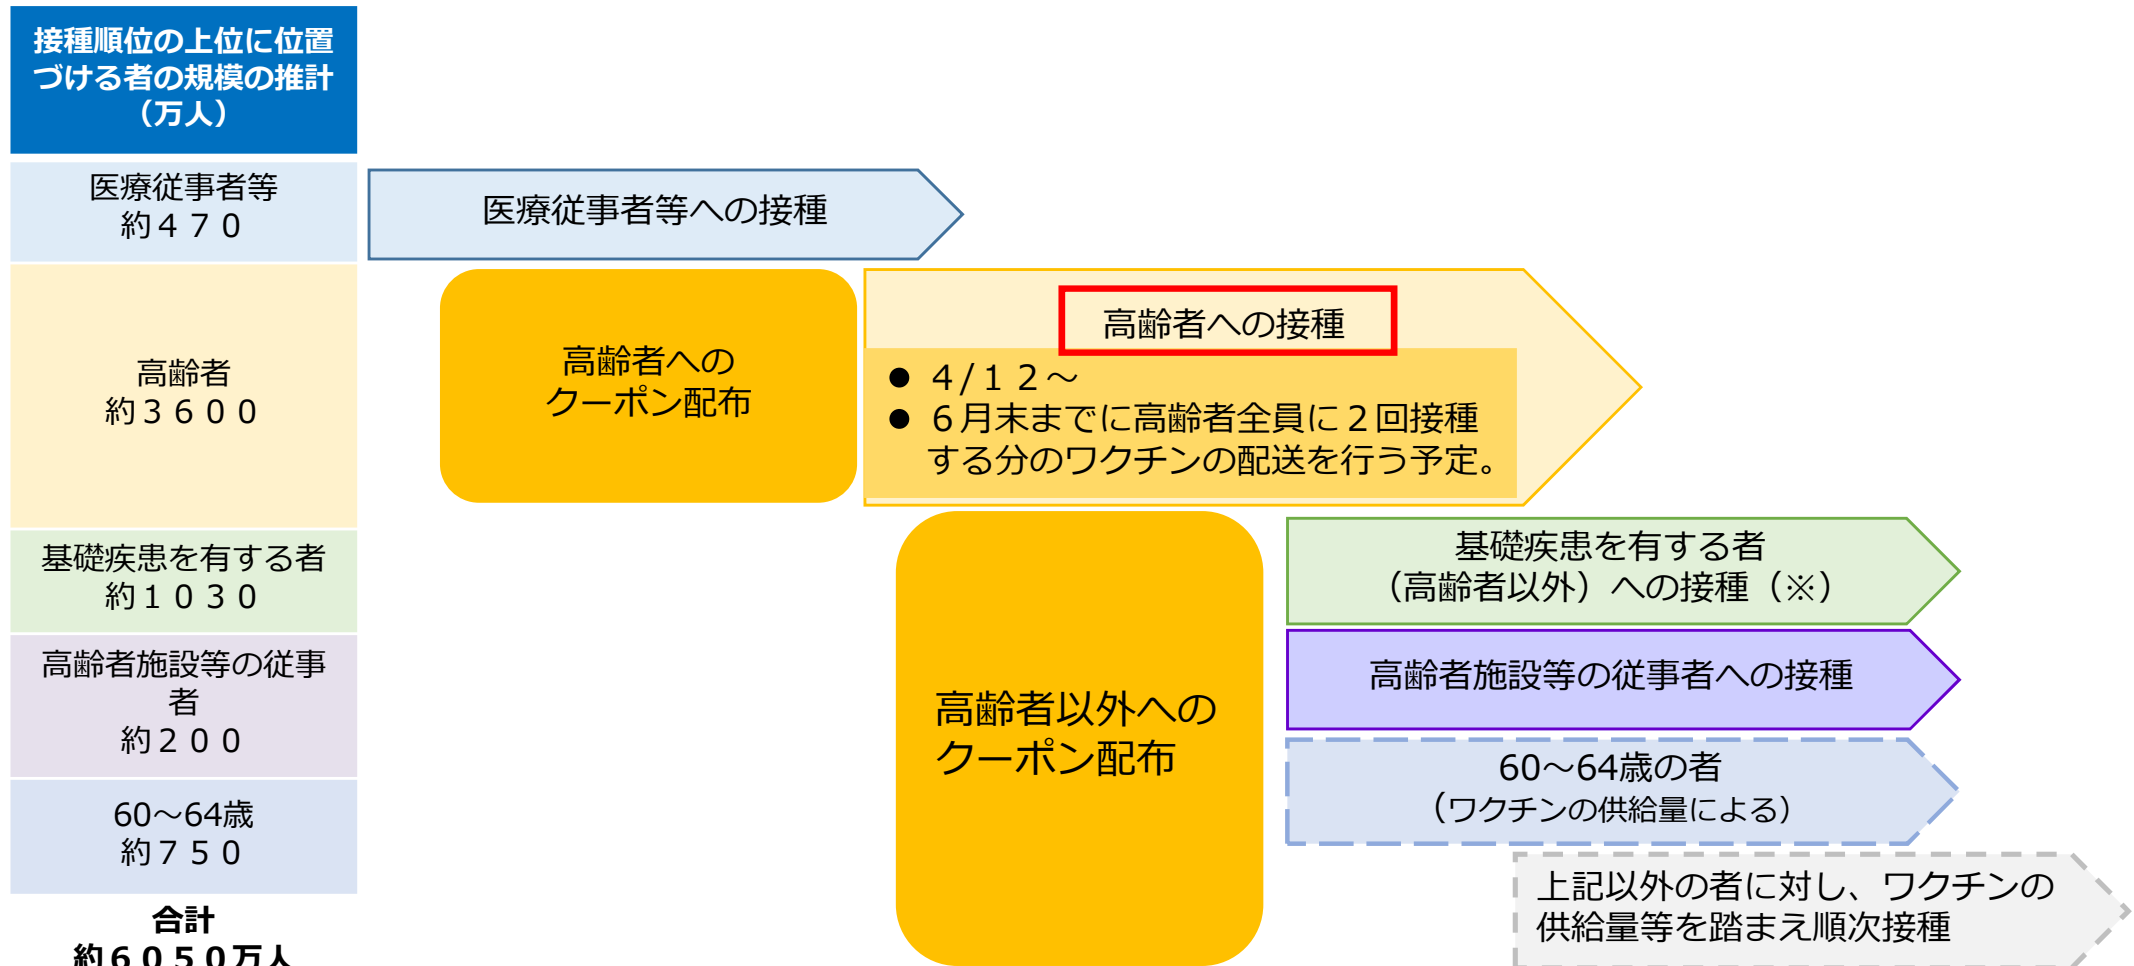 接種順位の上位に位置
づける者の規模の推計
（万人）
医療従事者等
約４７０
医療従事者等への接種
高齢者
約３６００
高齢者への
クーポン配布
高齢者への接種
● ４/１２～
● ６月末までに高齢者全員に２回接種
する分のワクチンの配送を行う予定。
基礎疾患を有する者
約１０３０
高齢者施設等の従事
者
約２００
60～64歳
約７５０
合計
約６０５０万人
高齢者以外への
クーポン配布
基礎疾患を有する者
（高齢者以外）への接種（※）
高齢者施設等の従事者への接種
60～64歳の者
（ワクチンの供給量による）
上記以外の者に対し、ワクチンの
供給量等を踏まえ順次接種